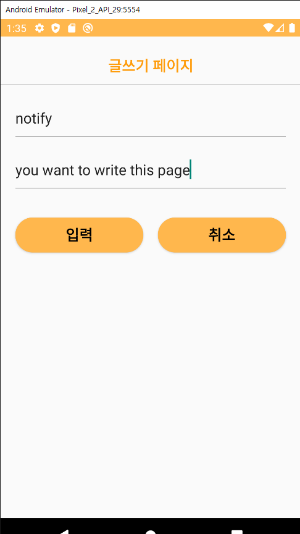 Android Emulator - Pixel_2_API_29:5554
1:35
글쓰기 페이지
notify
you want to write this page
입력 취소